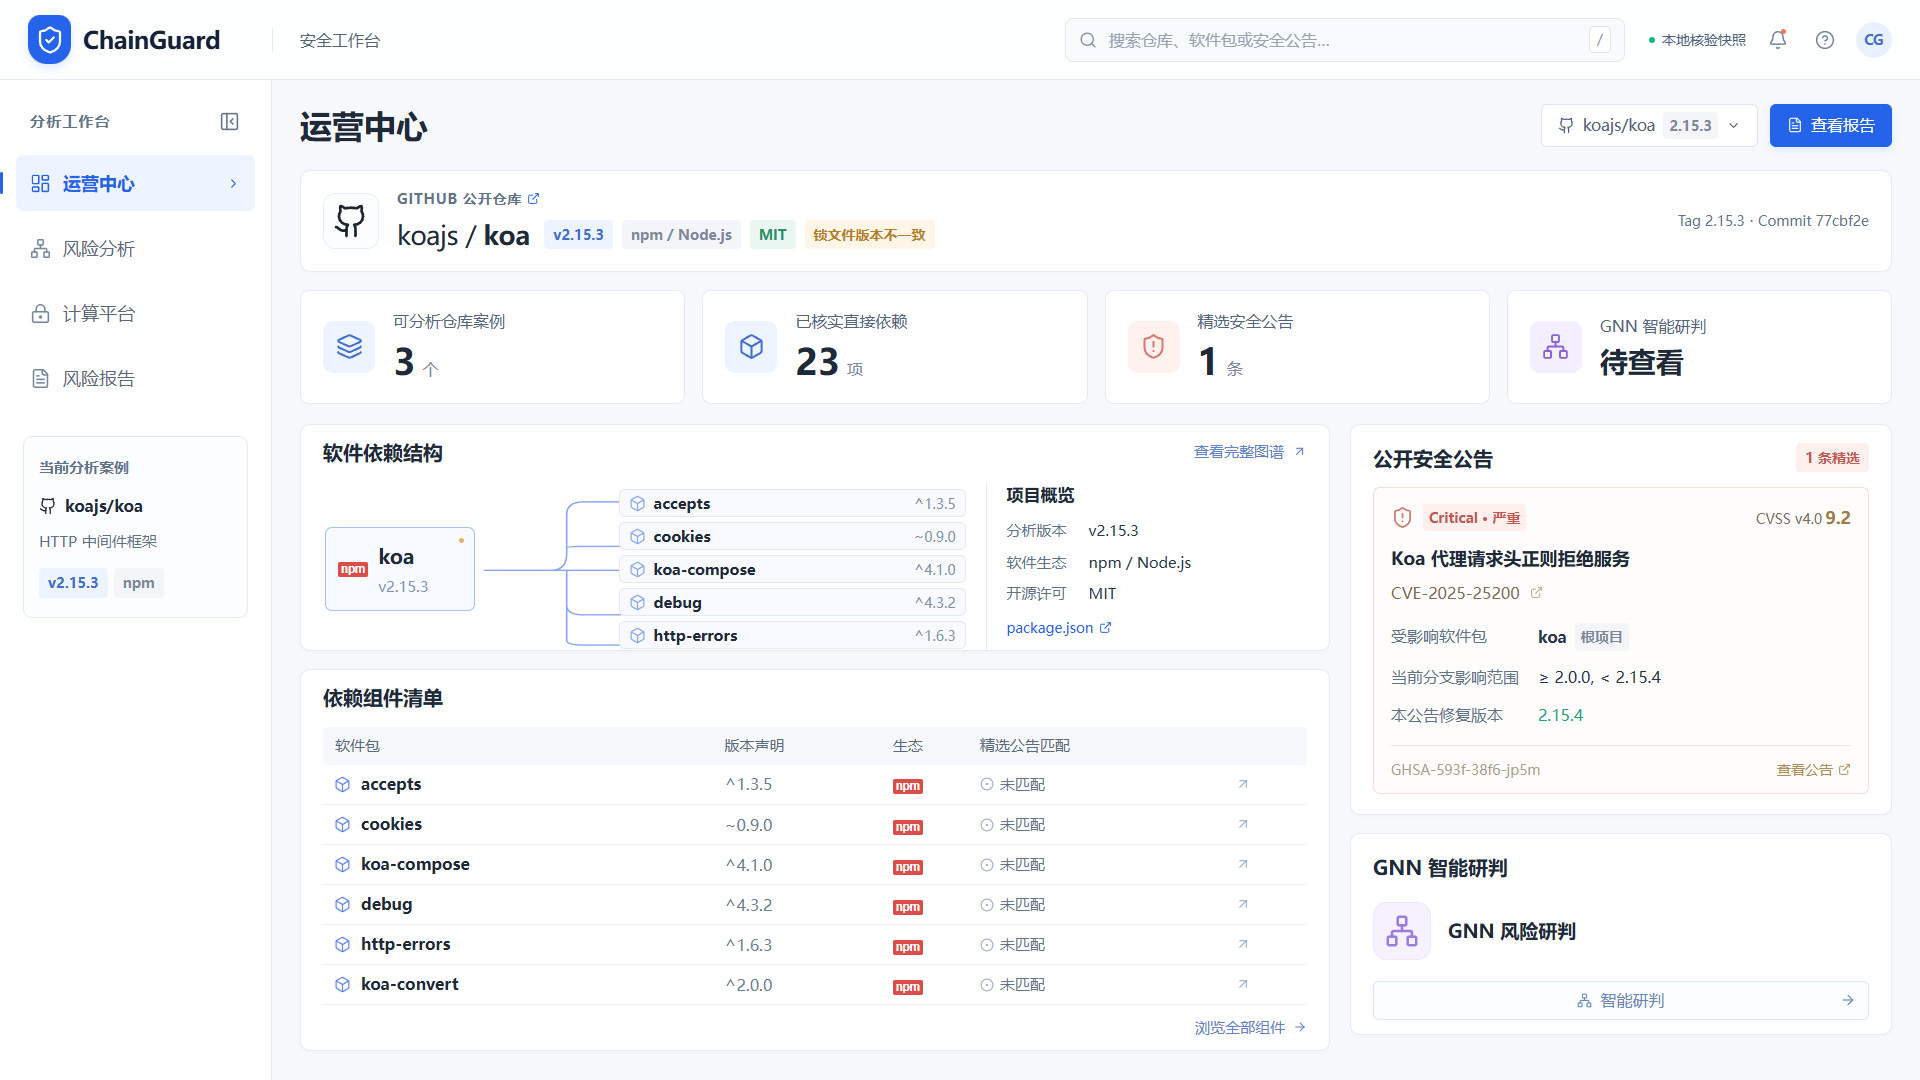 ChainGuard
安全工作台
搜索仓库、软件包或安全公告...
/
本地核验快照
CG
分析工作台
运营中心
风险分析
计算平台
风险报告
当前分析案例
koajs/koa
HTTP 中间件框架
v2.15.3 npm
运营中心
koajs/koa 2.15.3
查看报告
GITHUB 公开仓库
koajs / koa v2.15.3 npm / Node.js MIT 锁文件版本不一致
Tag 2.15.3 · Commit 77cbf2e
可分析仓库案例
3 个
已核实直接依赖
23 项
精选安全公告
1 条
GNN 智能研判
待查看
软件依赖结构
查看完整图谱
npm
koa
v2.15.3
accepts ^1.3.5
cookies ~0.9.0
koa-compose ^4.1.0
debug ^4.3.2
http-errors ^1.6.3
项目概览
分析版本 v2.15.3
软件生态 npm / Node.js
开源许可 MIT
package.json
依赖组件清单
软件包 版本声明 生态 精选公告匹配
accepts ^1.3.5 npm 未匹配
cookies ~0.9.0 npm 未匹配
koa-compose ^4.1.0 npm 未匹配
debug ^4.3.2 npm 未匹配
http-errors ^1.6.3 npm 未匹配
koa-convert ^2.0.0 npm 未匹配
浏览全部组件
公开安全公告
1 条精选
Critical • 严重
CVSS v4.0 9.2
Koa 代理请求头正则拒绝服务
CVE-2025-25200
受影响软件包 koa 根项目
当前分支影响范围 ≥ 2.0.0, < 2.15.4
本公告修复版本 2.15.4
GHSA-593f-38f6-jp5m
查看公告
GNN 智能研判
GNN 风险研判
智能研判